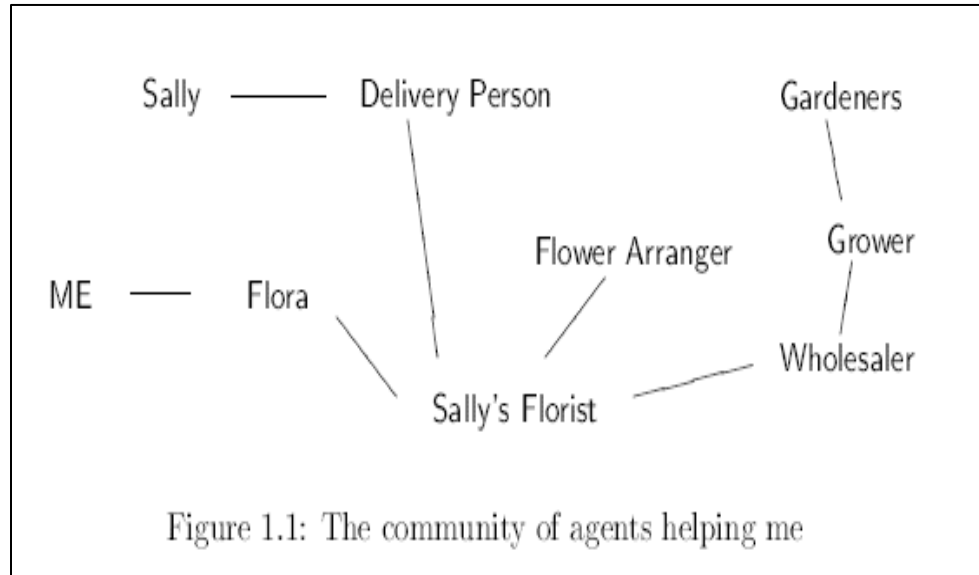 Sally Delivery Person Gardeners
Flower Arranger Grower
ME Flora
Wholesaler
Sally's Florist
Figure 1.1: The community of agents helping me